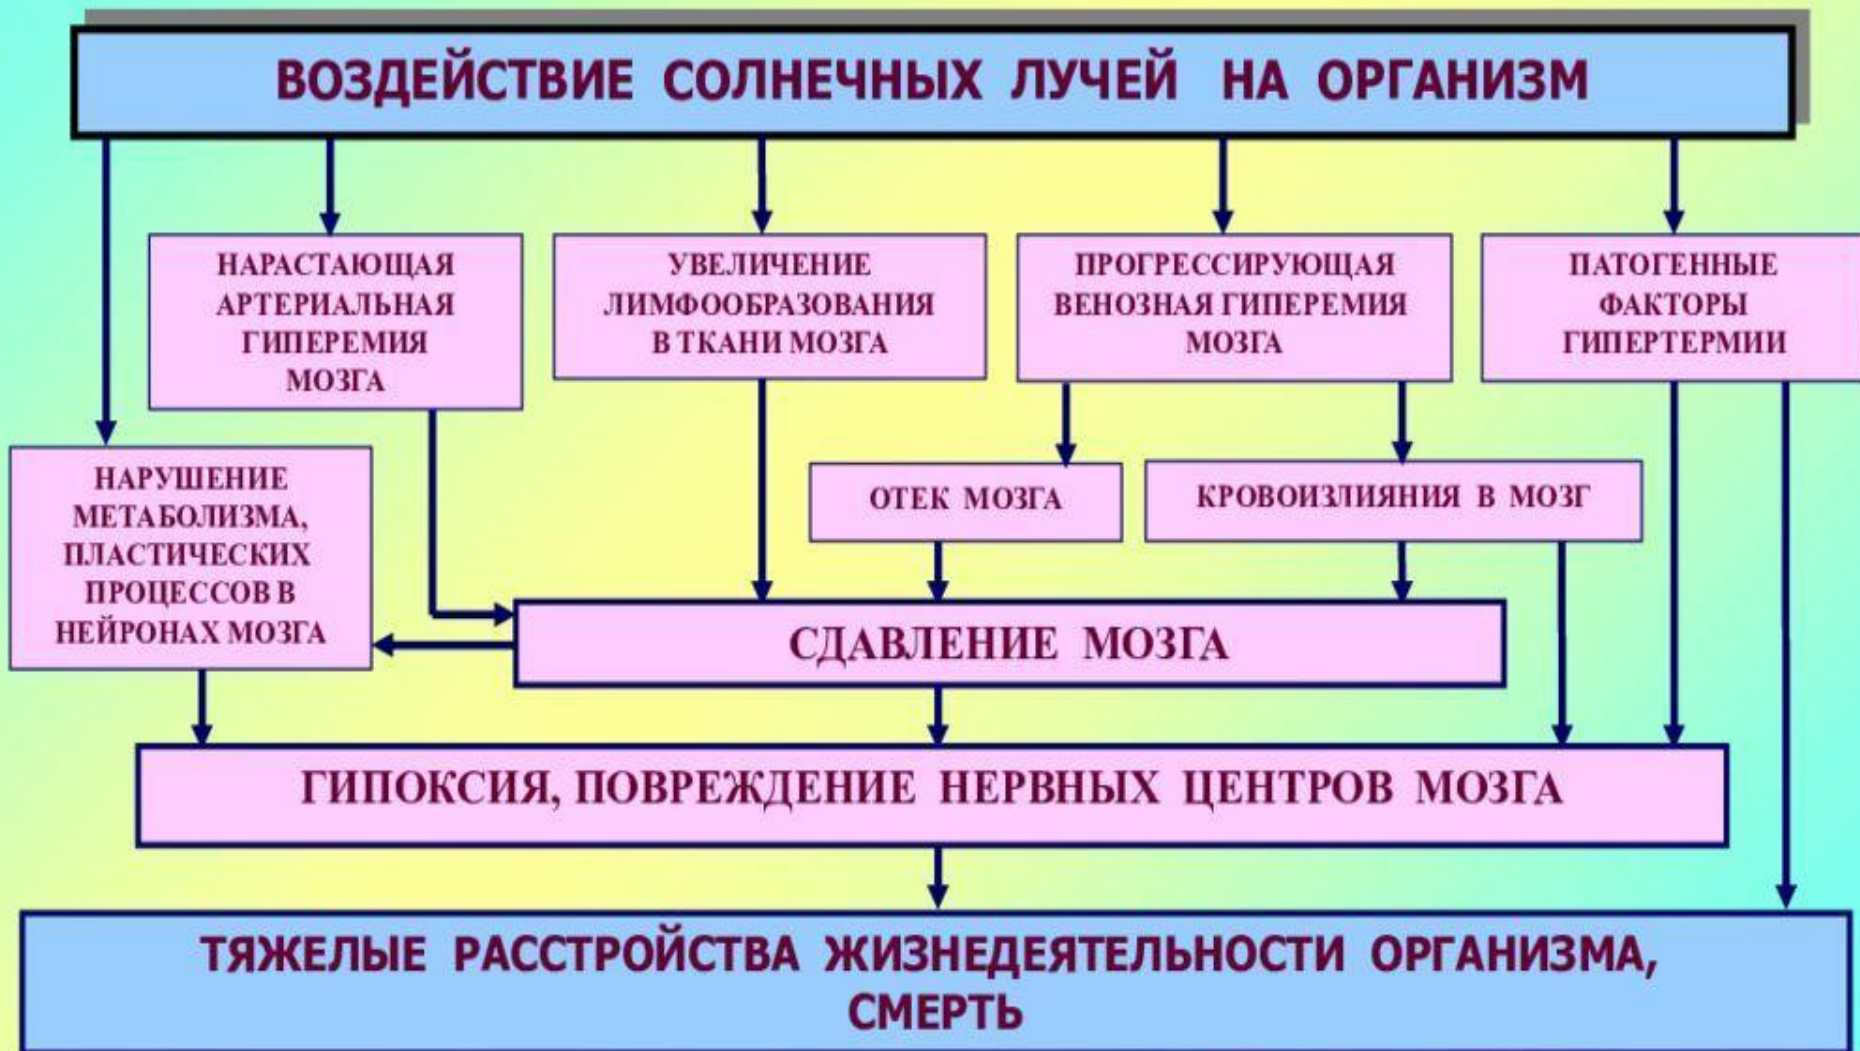 ВОЗДЕЙСТВИЕ СОЛНЕЧНЫХ ЛУЧЕЙ НА ОРГАНИЗМ
НАРАСТАЮЩАЯ
АРТЕРИАЛЬНАЯ
ГИПЕРЕМИЯ
МОЗГА
УВЕЛИЧЕНИЕ
ЛИМФООБРАЗОВАНИЯ
В ТКАНИ МОЗГА
ПРОГРЕССИРУЮЩАЯ
ВЕНОЗНАЯ ГИПЕРЕМИЯ
МОЗГА
ПАТОГЕННЫЕ
ФАКТОРЫ
ГИПЕРТЕРМИИ
НАРУШЕНИЕ
МЕТАБОЛИЗМА,
ПЛАСТИЧЕСКИХ
ПРОЦЕССОВ В
НЕЙРОНАХ МОЗГА
ОТЕК МОЗГА
КРОВОИЗЛИЯНИЯ В МОЗГ
СДАВЛЕНИЕ МОЗГА
ГИПОКСИЯ, ПОВРЕЖДЕНИЕ НЕРВНЫХ ЦЕНТРОВ МОЗГА
ТЯЖЕЛЫЕ РАССТРОЙСТВА ЖИЗНЕДЕЯТЕЛЬНОСТИ ОРГАНИЗМА,
СМЕРТЬ